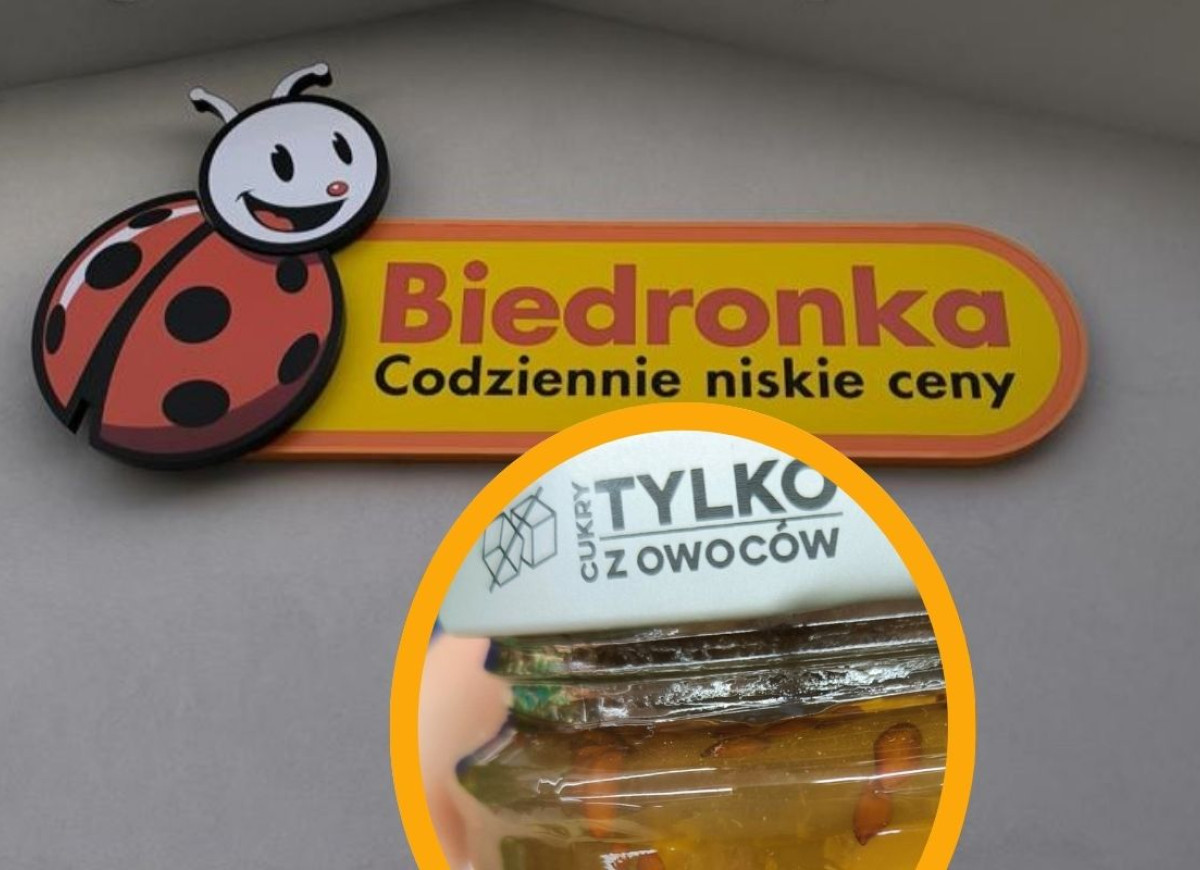 Biedronka
Codziennie niskie ceny
CUKRY
TYLKO
Z OWOCÓW